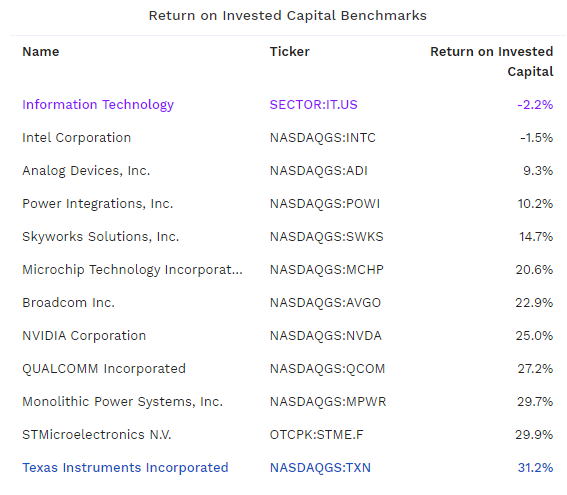 Return on Invested Capital Benchmarks
Name Ticker Return on Invested
Capital
Information Technology SECTOR:IT.US -2.2%
Intel Corporation NASDAQGS:INTC -1.5%
Analog Devices, Inc. NASDAQGS:ADI 9.3%
Power Integrations, Inc. NASDAQGS:POWI 10.2%
Skyworks Solutions, Inc. NASDAQGS:SWKS 14.7%
Microchip Technology Incorporat... NASDAQGS:MCHP 20.6%
Broadcom Inc. NASDAQGS:AVGO 22.9%
NVIDIA Corporation NASDAQGS:NVDA 25.0%
QUALCOMM Incorporated NASDAQGS:QCOM 27.2%
Monolithic Power Systems, Inc. NASDAQGS:MPWR 29.7%
STMicroelectronics N.V. OTCPK:STME.F 29.9%
Texas Instruments Incorporated NASDAQGS:TXN 31.2%